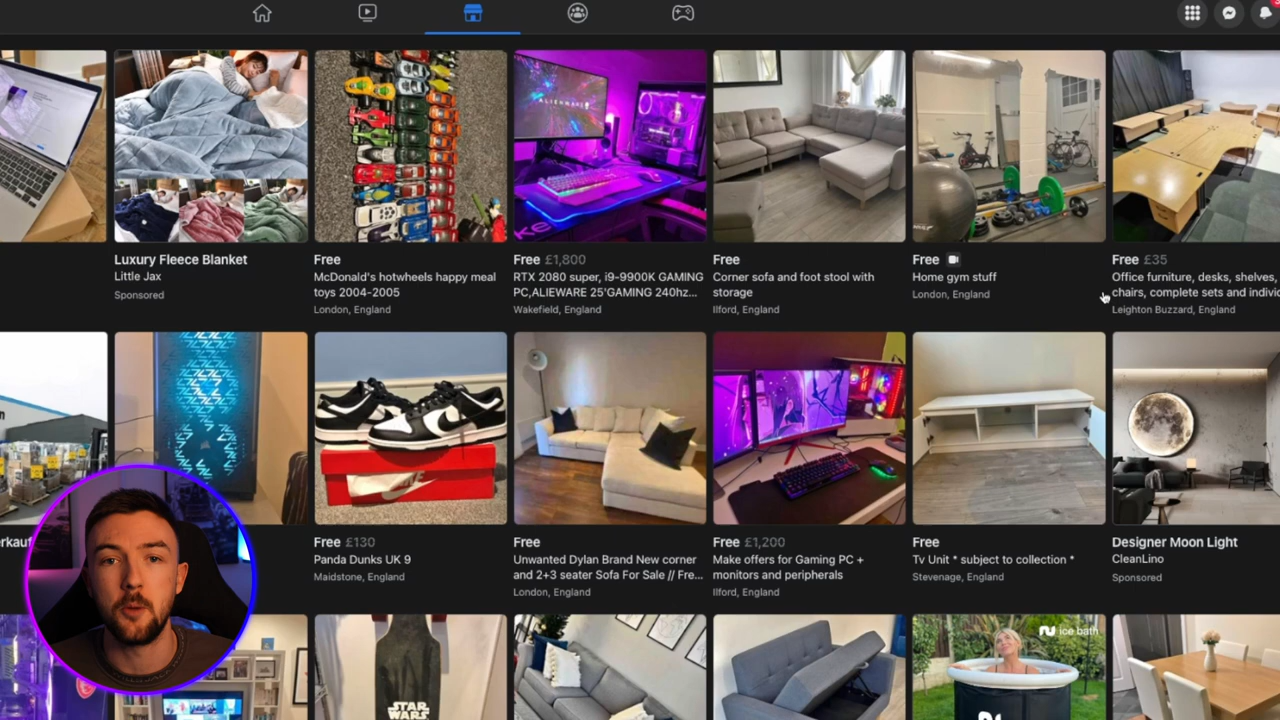 ALIENWARE
Luxury Fleece Blanket
Little Jax
Sponsored
Free
McDonald's hotwheels happy meal
toys 2004-2005
London, England
Free £1,800
RTX 2080 super, i9-9900K GAMING
PC,ALIEWARE 25'GAMING 240hz...
Wakefield, England
Free
Corner sofa and foot stool with
storage
Ilford, England
Free
Home gym stuff
London, England
Free £35
Office furniture, desks, shelves,
chairs, complete sets and individ
Leighton Buzzard, England
Free £130
Panda Dunks UK 9
Maidstone, England
Free
Unwanted Dylan Brand New corner
and 2+3 seater Sofa For Sale // Fre...
London, England
Free £1,200
Make offers for Gaming PC +
monitors and peripherals
Ilford, England
Free
Tv Unit * subject to collection *
Stevenage, England
Designer Moon Light
CleanLino
Sponsored
STAR
WARS
ice bath